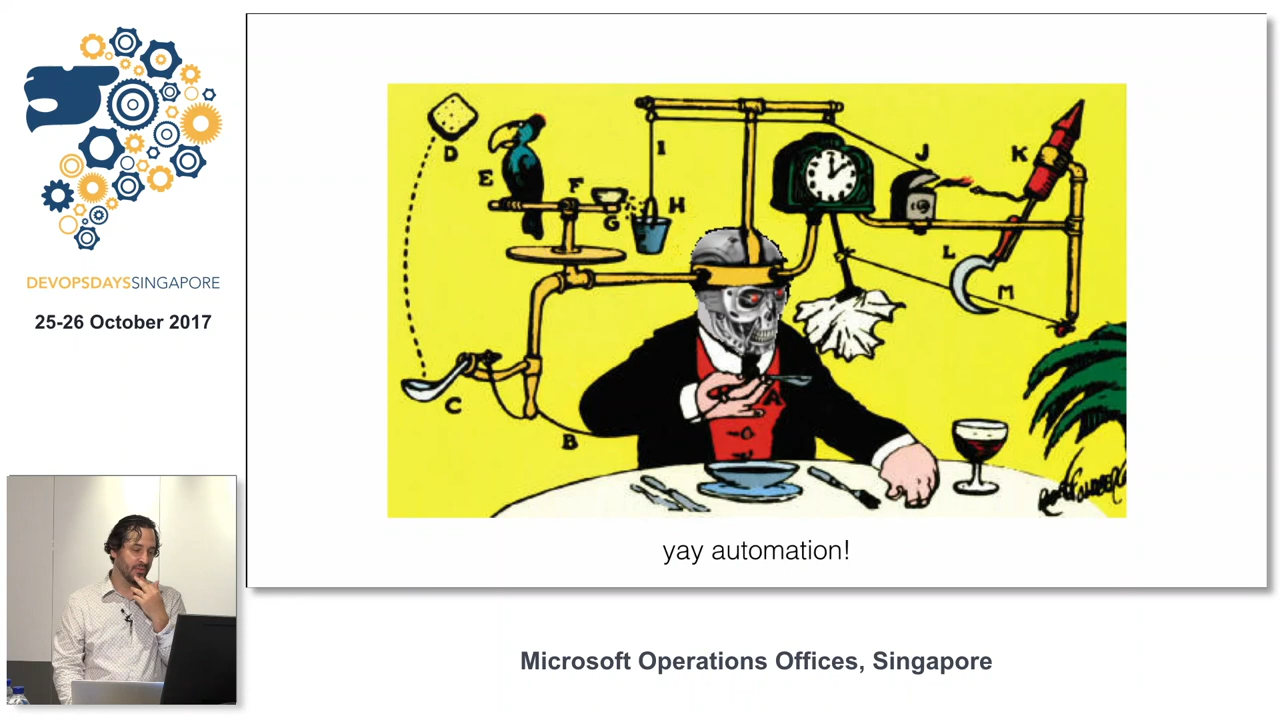 DEVOPSDAYSSINGAPORE
25-26 October 2017
D
E
F
G
I
H
J
K
L
M
C
B
A
yay automation!
Microsoft Operations Offices, Singapore